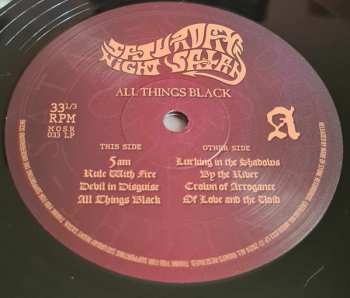 SATURDAY
NIGHT SATAN
ALL THINGS BLACK
33 1/3
RPM
MOSR
033 LP
A
THIS SIDE
5am
Rule With Fire
Devil in Disguise
All Things Black
OTHER SIDE
Lurking in the Shadows
By the River
Crown of Arrogance
Of Love and the Void